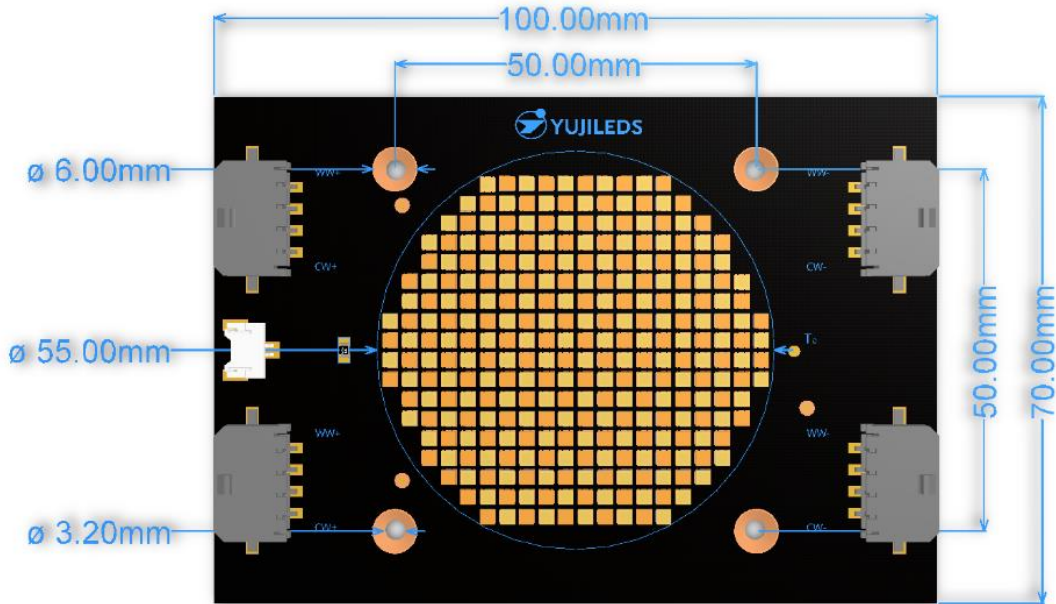 100.00mm
50.00mm
YUJILEDS
ø 6.00mm
WW+
WW-
CW+
CW-
Tc
ø 55.00mm
50.00mm
70.00mm
WW+
WW-
ø 3.20mm
CW+
CW-